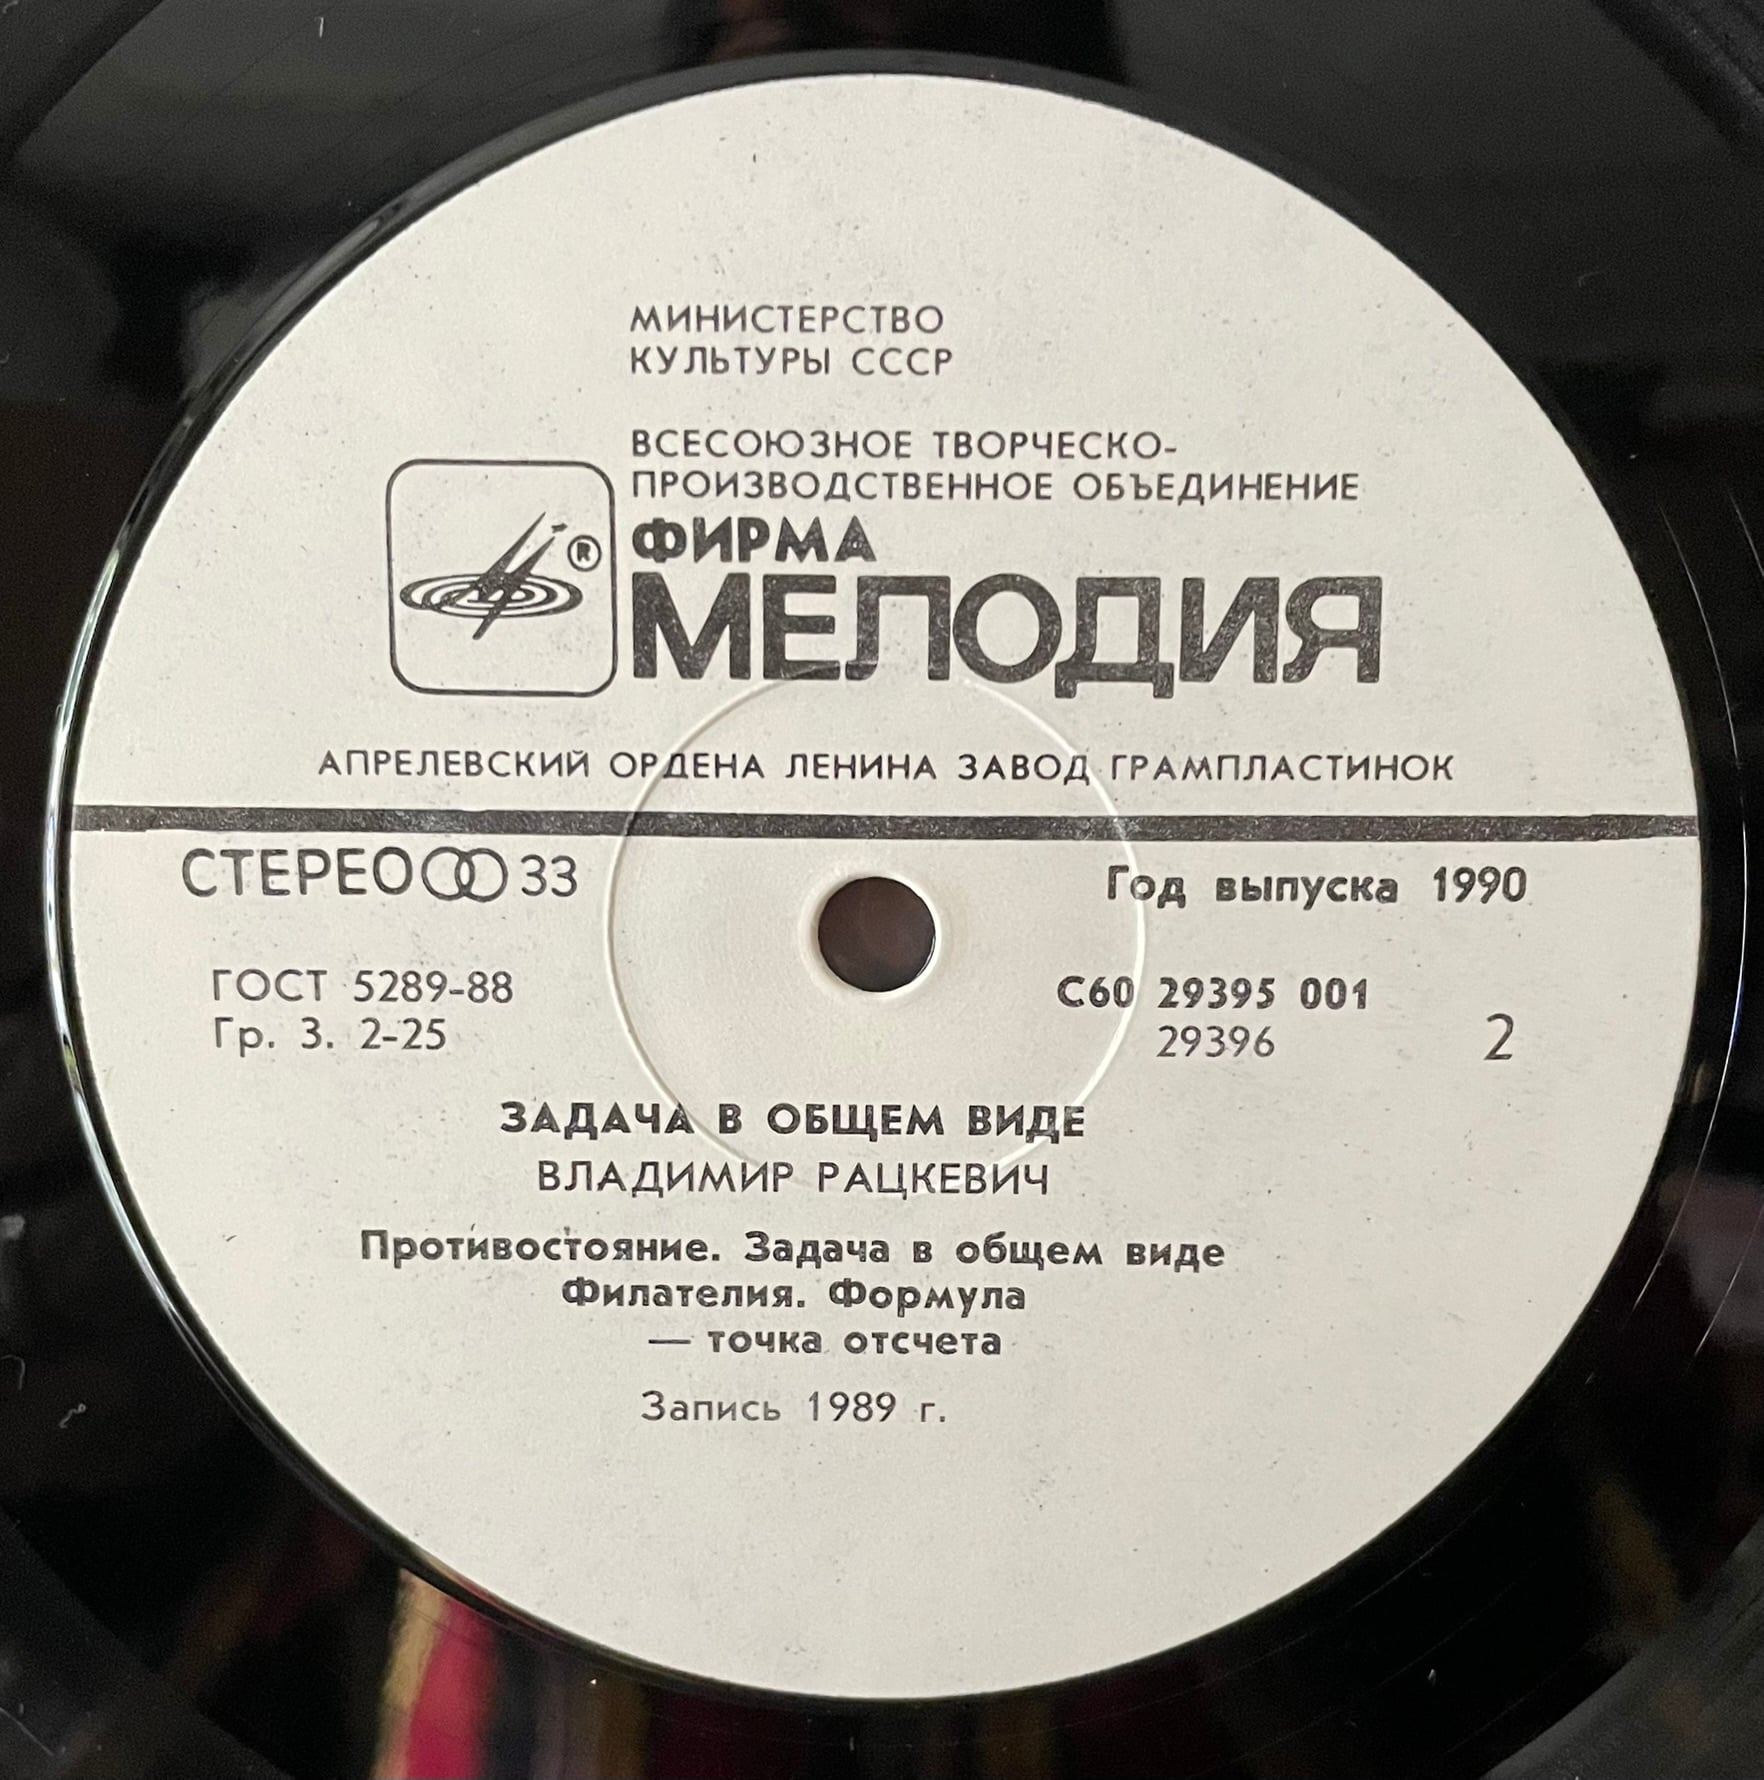 МИНИСТЕРСТВО
КУЛЬТУРЫ СССР
ВСЕСОЮЗНОЕ ТВОРЧЕСКО-
ПРОИЗВОДСТВЕННОЕ ОБЪЕДИНЕНИЕ
ФИРМА
®
МЕЛОДИЯ
АПРЕЛЕВСКИЙ ОРДЕНА ЛЕНИНА ЗАВОД ГРАМПЛАСТИНОК
СТЕРЕО 33
Год выпуска 1990
ГОСТ 5289-88
Гр. 3. 2-25
С60 29395 001
29396
2
ЗАДАЧА В ОБЩЕМ ВИДЕ
ВЛАДИМИР РАЦКЕВИЧ
Противостояние. Задача в общем виде
Филателия. Формула
— точка отсчета
Запись 1989 г.